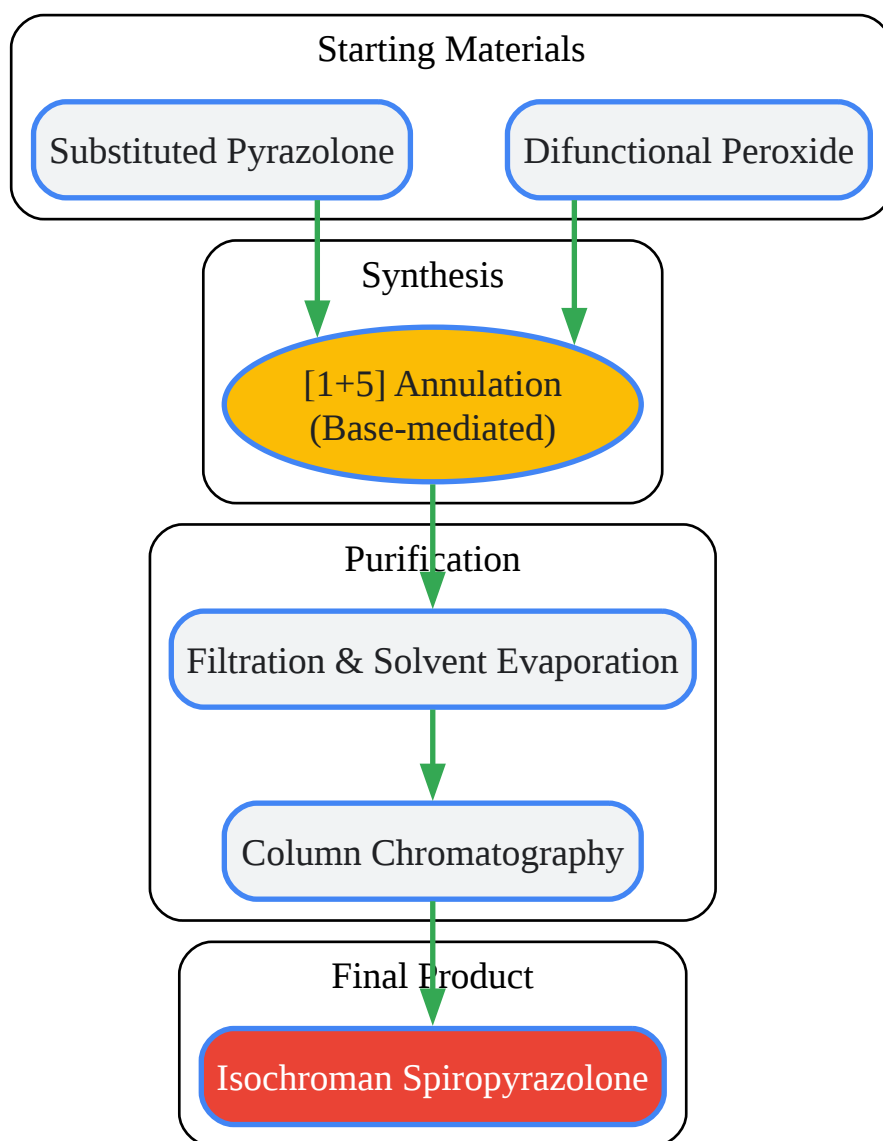 Starting Materials
Substituted Pyrazolone
Difunctional Peroxide
Synthesis
[1+5] Annulation
(Base-mediated)
Purification
Filtration & Solvent Evaporation
Column Chromatography
Final Product
Isochroman Spiropyrazolone